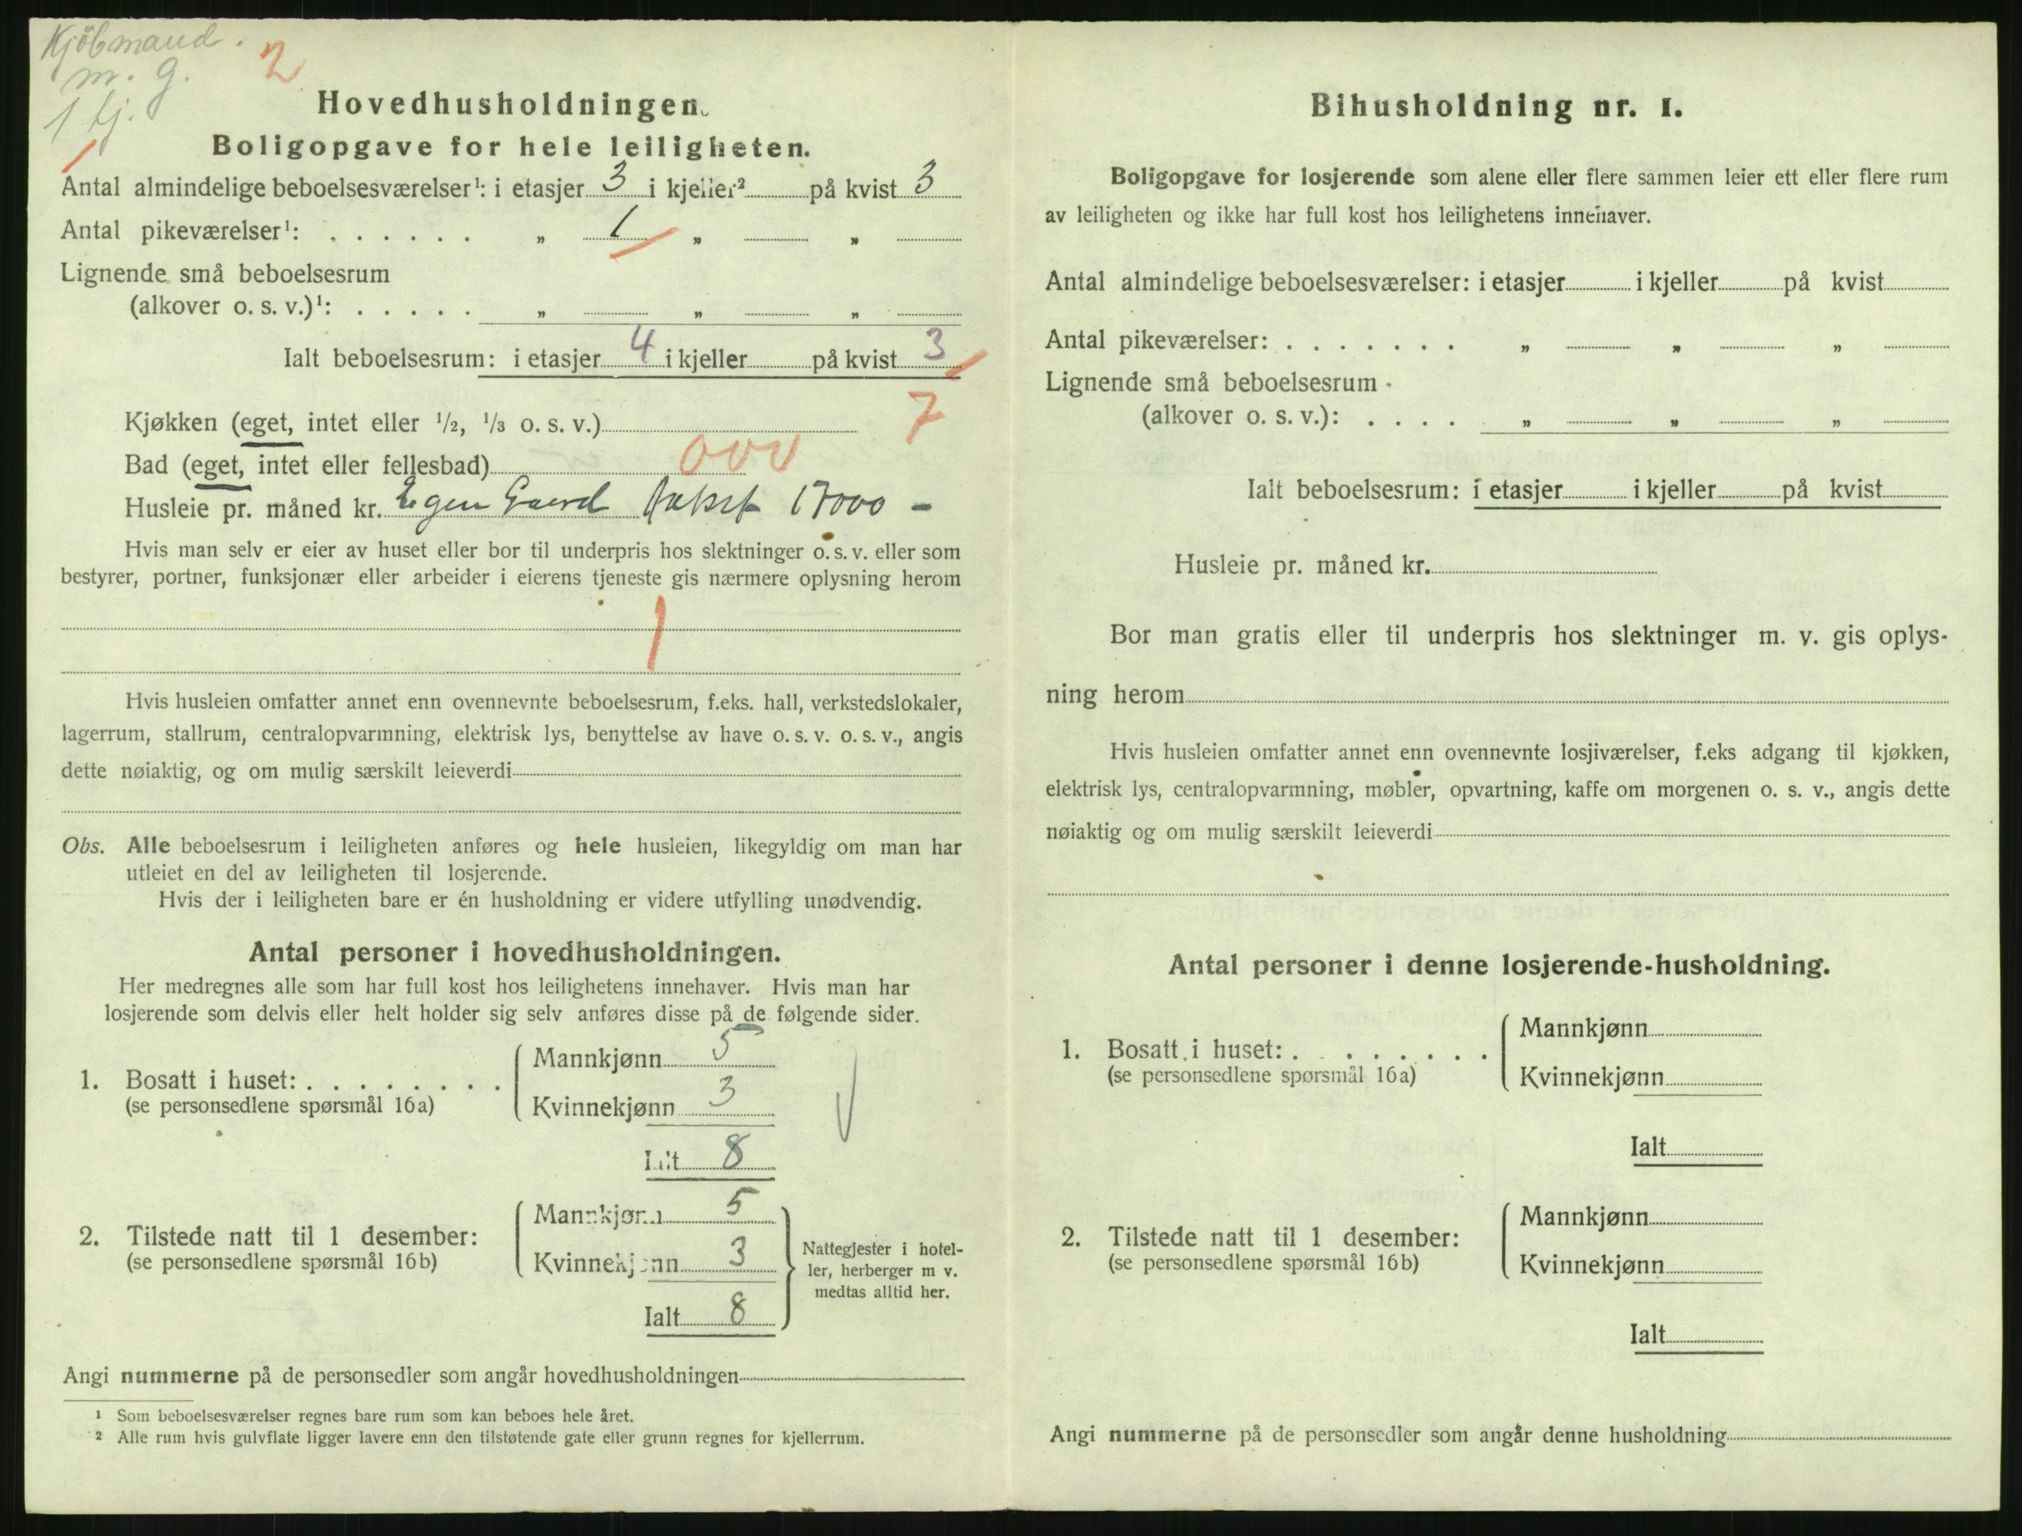 Kjöbmand.
m. g.
1 tj.
2
Hovedhusholdningen.
Boligopgave for hele leiligheten.
Antal almindelige beboelsesværelser¹: i etasjer 3 i kjeller² på kvist 3
Antal pikeværelser¹: . . . . . . „ 1 „ „
Lignende små beboelsesrum
(alkover o. s. v.)¹: . . . . . „ „ „
Ialt beboelsesrum: i etasjer 4 i kjeller på kvist 3
7
Kjøkken (eget, intet eller 1/2, 1/3 o. s. v.)
Bad (eget, intet eller fellesbad) 000
Husleie pr. måned kr. Egen Gaard takst 17000 –
Hvis man selv er eier av huset eller bor til underpris hos slektninger o. s. v. eller som
bestyrer, portner, funksjonær eller arbeider i eierens tjeneste gis nærmere oplysning herom
1
Hvis husleien omfatter annet enn ovennevnte beboelsesrum, f.eks. hall, verkstedslokaler,
lagerrum, stallrum, centralopvarmning, elektrisk lys, benyttelse av have o. s. v. o. s. v., angis
dette nøiaktig, og om mulig særskilt leieverdi
Obs. Alle beboelsesrum i leiligheten anføres og hele husleien, likegyldig om man har
utleiet en del av leiligheten til losjerende.
Hvis der i leiligheten bare er én husholdning er videre utfylling unødvendig.
Antal personer i hovedhusholdningen.
Her medregnes alle som har full kost hos leilighetens innehaver. Hvis man har
losjerende som delvis eller helt holder sig selv anføres disse på de følgende sider.
1. Bosatt i huset: . . . . . . . .
(se personsedlene spørsmål 16a)
Mannkjønn 5
Kvinnekjønn 3
Ialt 8
2. Tilstede natt til 1 desember:
(se personsedlene spørsmål 16b)
Mannkjønn 5
Kvinnekjønn 3
Ialt 8
Nattegjester i hotel-
ler, herberger m v.
medtas alltid her.
Angi nummerne på de personsedler som angår hovedhusholdningen
¹ Som beboelsesværelser regnes bare rum som kan beboes hele året.
² Alle rum hvis gulvflate ligger lavere enn den tilstøtende gate eller grunn regnes for kjellerrum.
Bihusholdning nr. 1.
Boligopgave for losjerende som alene eller flere sammen leier ett eller flere rum
av leiligheten og ikke har full kost hos leilighetens innehaver.
Antal almindelige beboelsesværelser: i etasjer i kjeller på kvist
Antal pikeværelser: . . . . . . . „ „ „
Lignende små beboelsesrum
(alkover o. s. v.): . . . . „ „ „
Ialt beboelsesrum: i etasjer i kjeller på kvist
Husleie pr. måned kr.
Bor man gratis eller til underpris hos slektninger m. v. gis oplys-
ning herom
Hvis husleien omfatter annet enn ovennevnte losjiværelser, f.eks adgang til kjøkken,
elektrisk lys, centralopvarmning, møbler, opvartning, kaffe om morgenen o. s. v., angis dette
nøiaktig og om mulig særskilt leieverdi
Antal personer i denne losjerende-husholdning.
1. Bosatt i huset: . . . . . . . .
(se personsedlene spørsmål 16a)
Mannkjønn
Kvinnekjønn
Ialt
2. Tilstede natt til 1 desember:
(se personsedlene spørsmål 16b)
Mannkjønn
Kvinnekjønn
Ialt
Angi nummerne på de personsedler som angår denne husholdning